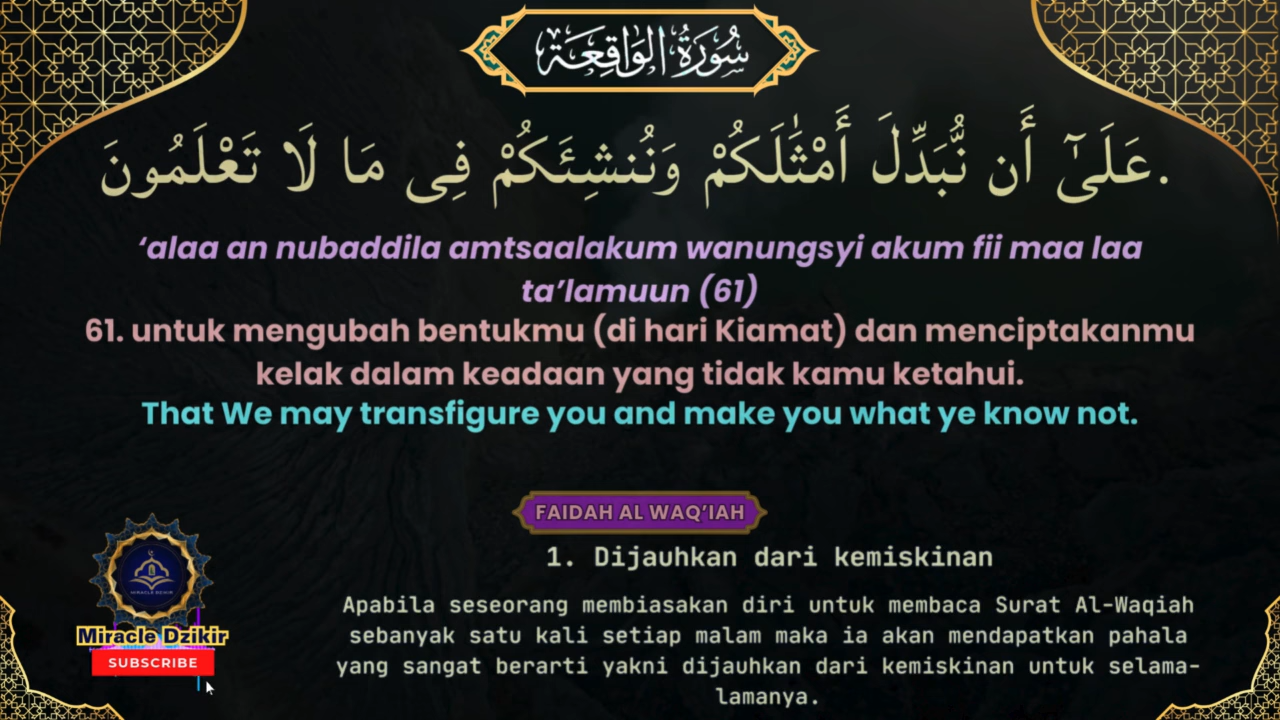 سُورَةُ الوَاقِعَة
عَلَىٰٓ أَن نُّبَدِّلَ أَمْثَٰلَكُمْ وَنُنشِئَكُمْ فِى مَا لَا تَعْلَمُونَ.
‘alaa an nubaddila amtsaalakum wanungsyi akum fii maa laa
ta’lamuun (61)
61. untuk mengubah bentukmu (di hari Kiamat) dan menciptakanmu
kelak dalam keadaan yang tidak kamu ketahui.
That We may transfigure you and make you what ye know not.
FAIDAH AL WAQ’IAH
1. Dijauhkan dari kemiskinan
Apabila seseorang membiasakan diri untuk membaca Surat Al-Waqiah
sebanyak satu kali setiap malam maka ia akan mendapatkan pahala
yang sangat berarti yakni dijauhkan dari kemiskinan untuk selama-
lamanya.
MIRACLE DZIKIR
Miracle Dzikir
SUBSCRIBE